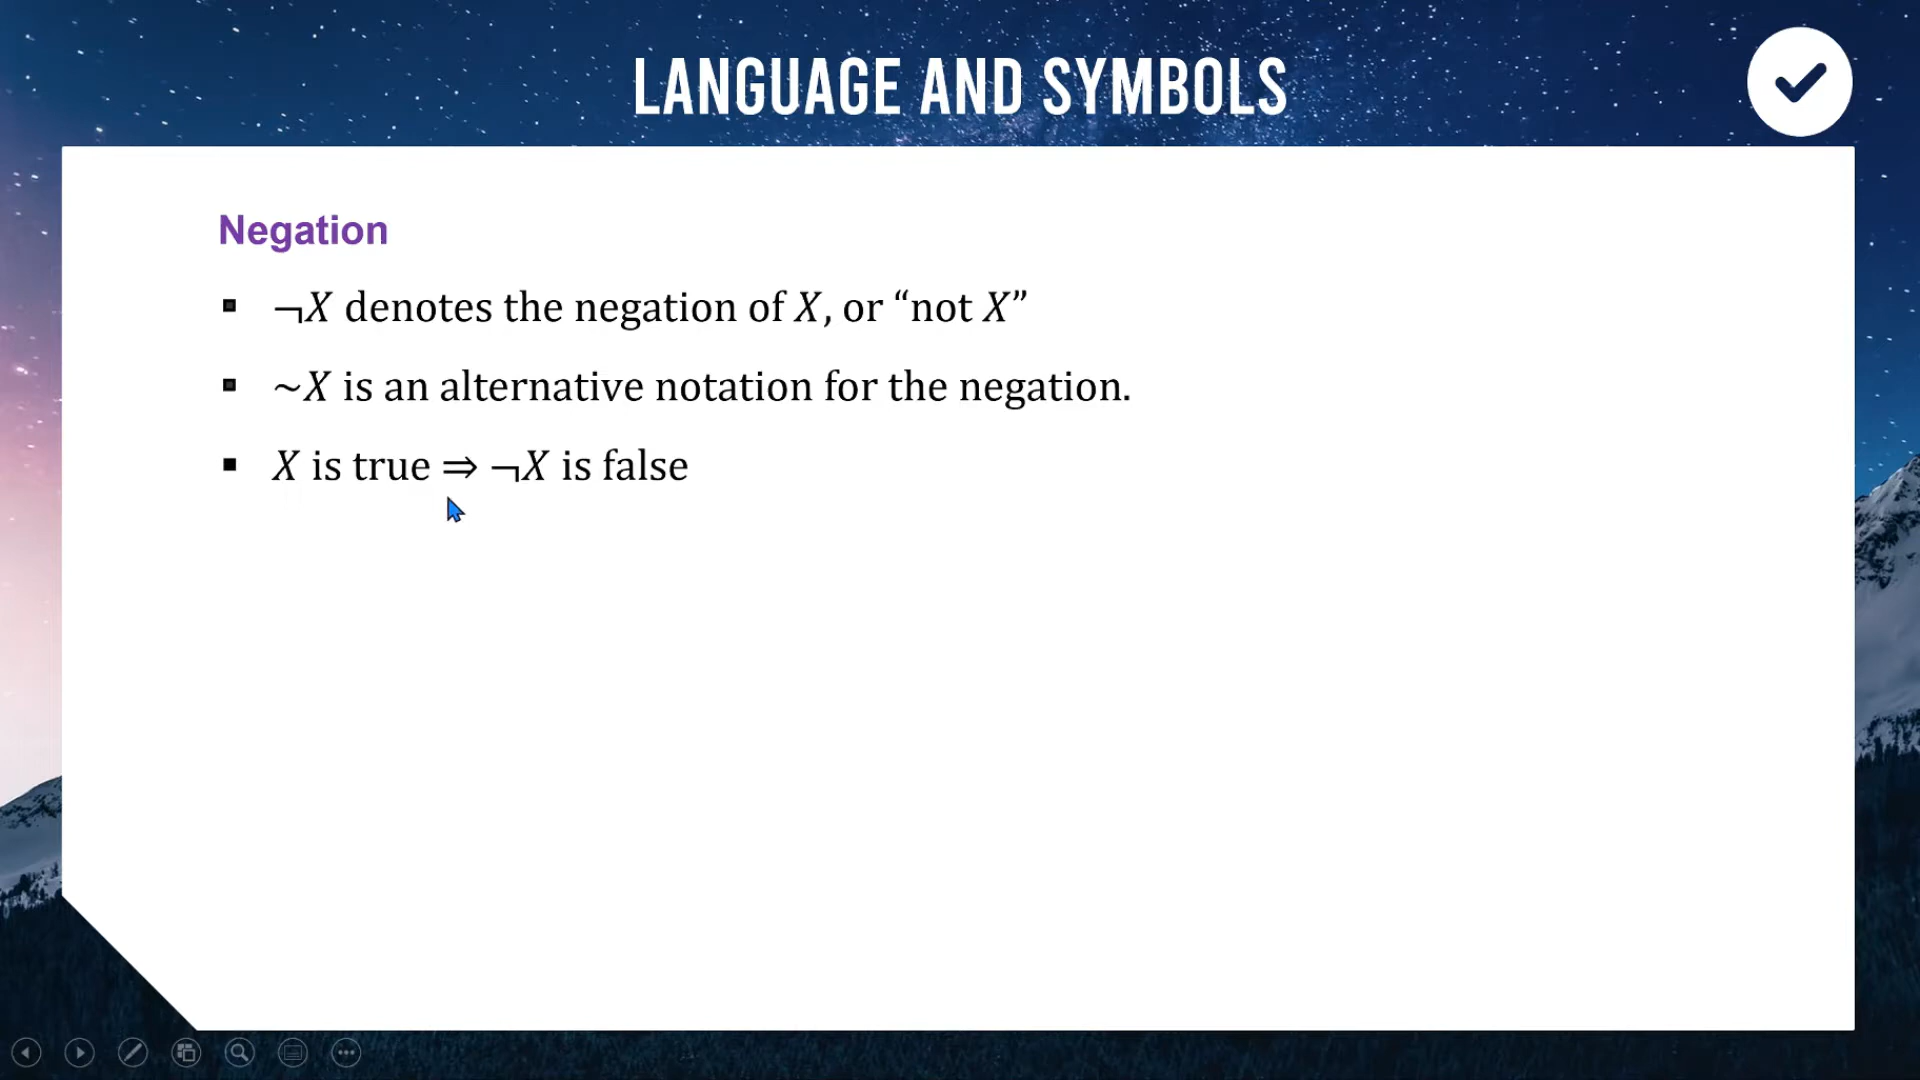 LANGUAGE AND SYMBOLS
Negation
▪ ¬X denotes the negation of X, or “not X”
▪ ~X is an alternative notation for the negation.
▪ X is true ⇒ ¬X is false